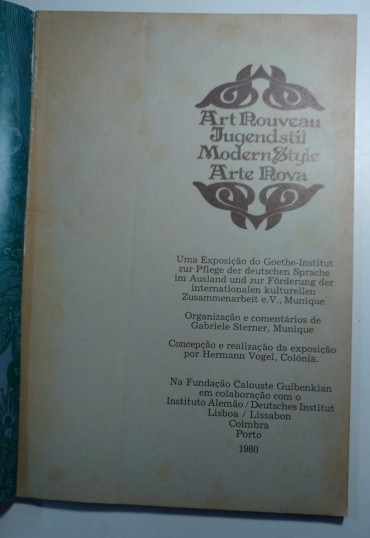 Art Nouveau
Jugendstil
Modern Style
Arte Nova
Uma Exposição do Goethe-Institut
zur Pflege der deutschen Sprache
im Ausland und zur Förderung der
internationalen kulturellen
Zusammenarbeit e.V., Munique
Organização e comentários de
Gabriele Sterner, Munique
Concepção e realização da exposição
por Hermann Vogel, Colónia.
Na Fundação Calouste Gulbenkian
em colaboração com o
Instituto Alemão / Deutsches Institut
Lisboa / Lissabon
Coimbra
Porto
1980